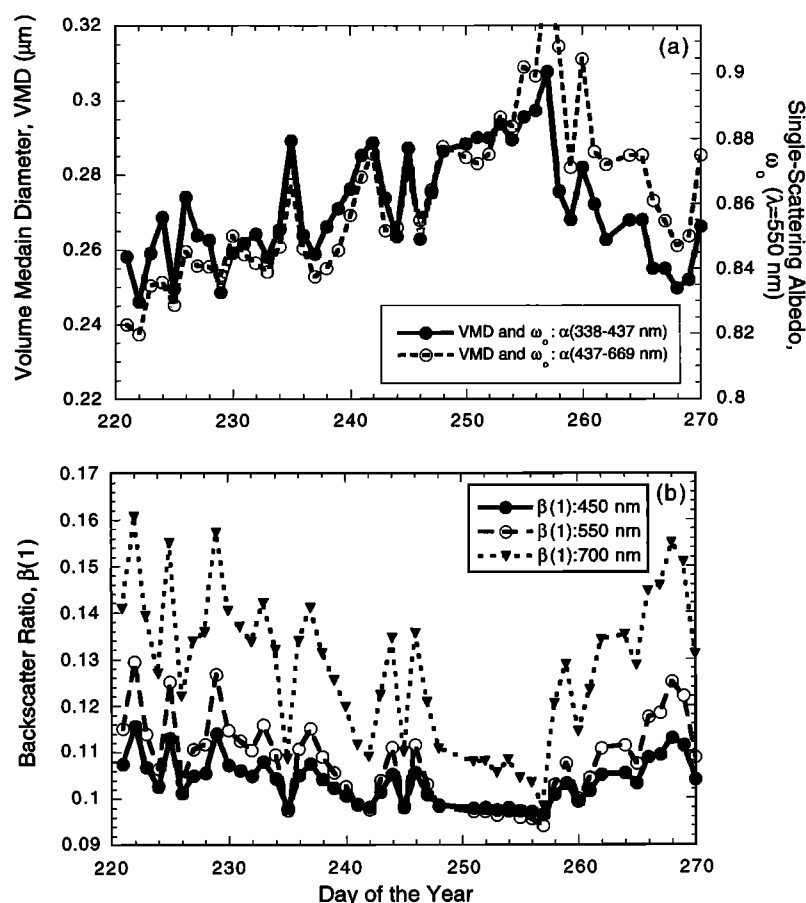 (a)
Volume Medain Diameter, VMD (μm)
0.32
0.3
0.28
0.26
0.24
0.22
0.9
0.88
0.86
0.84
0.82
0.8
Single-Scattering Albedo,
ω₀ (λ=550 nm)
VMD and ω₀: α(338-437 nm)
VMD and ω₀: α(437-669 nm)
220 230 240 250 260 270
(b)
Backscatter Ratio, β(1)
0.17
0.16
0.15
0.14
0.13
0.12
0.11
0.1
0.09
β(1):450 nm
β(1):550 nm
β(1):700 nm
220 230 240 250 260 270
Day of the Year